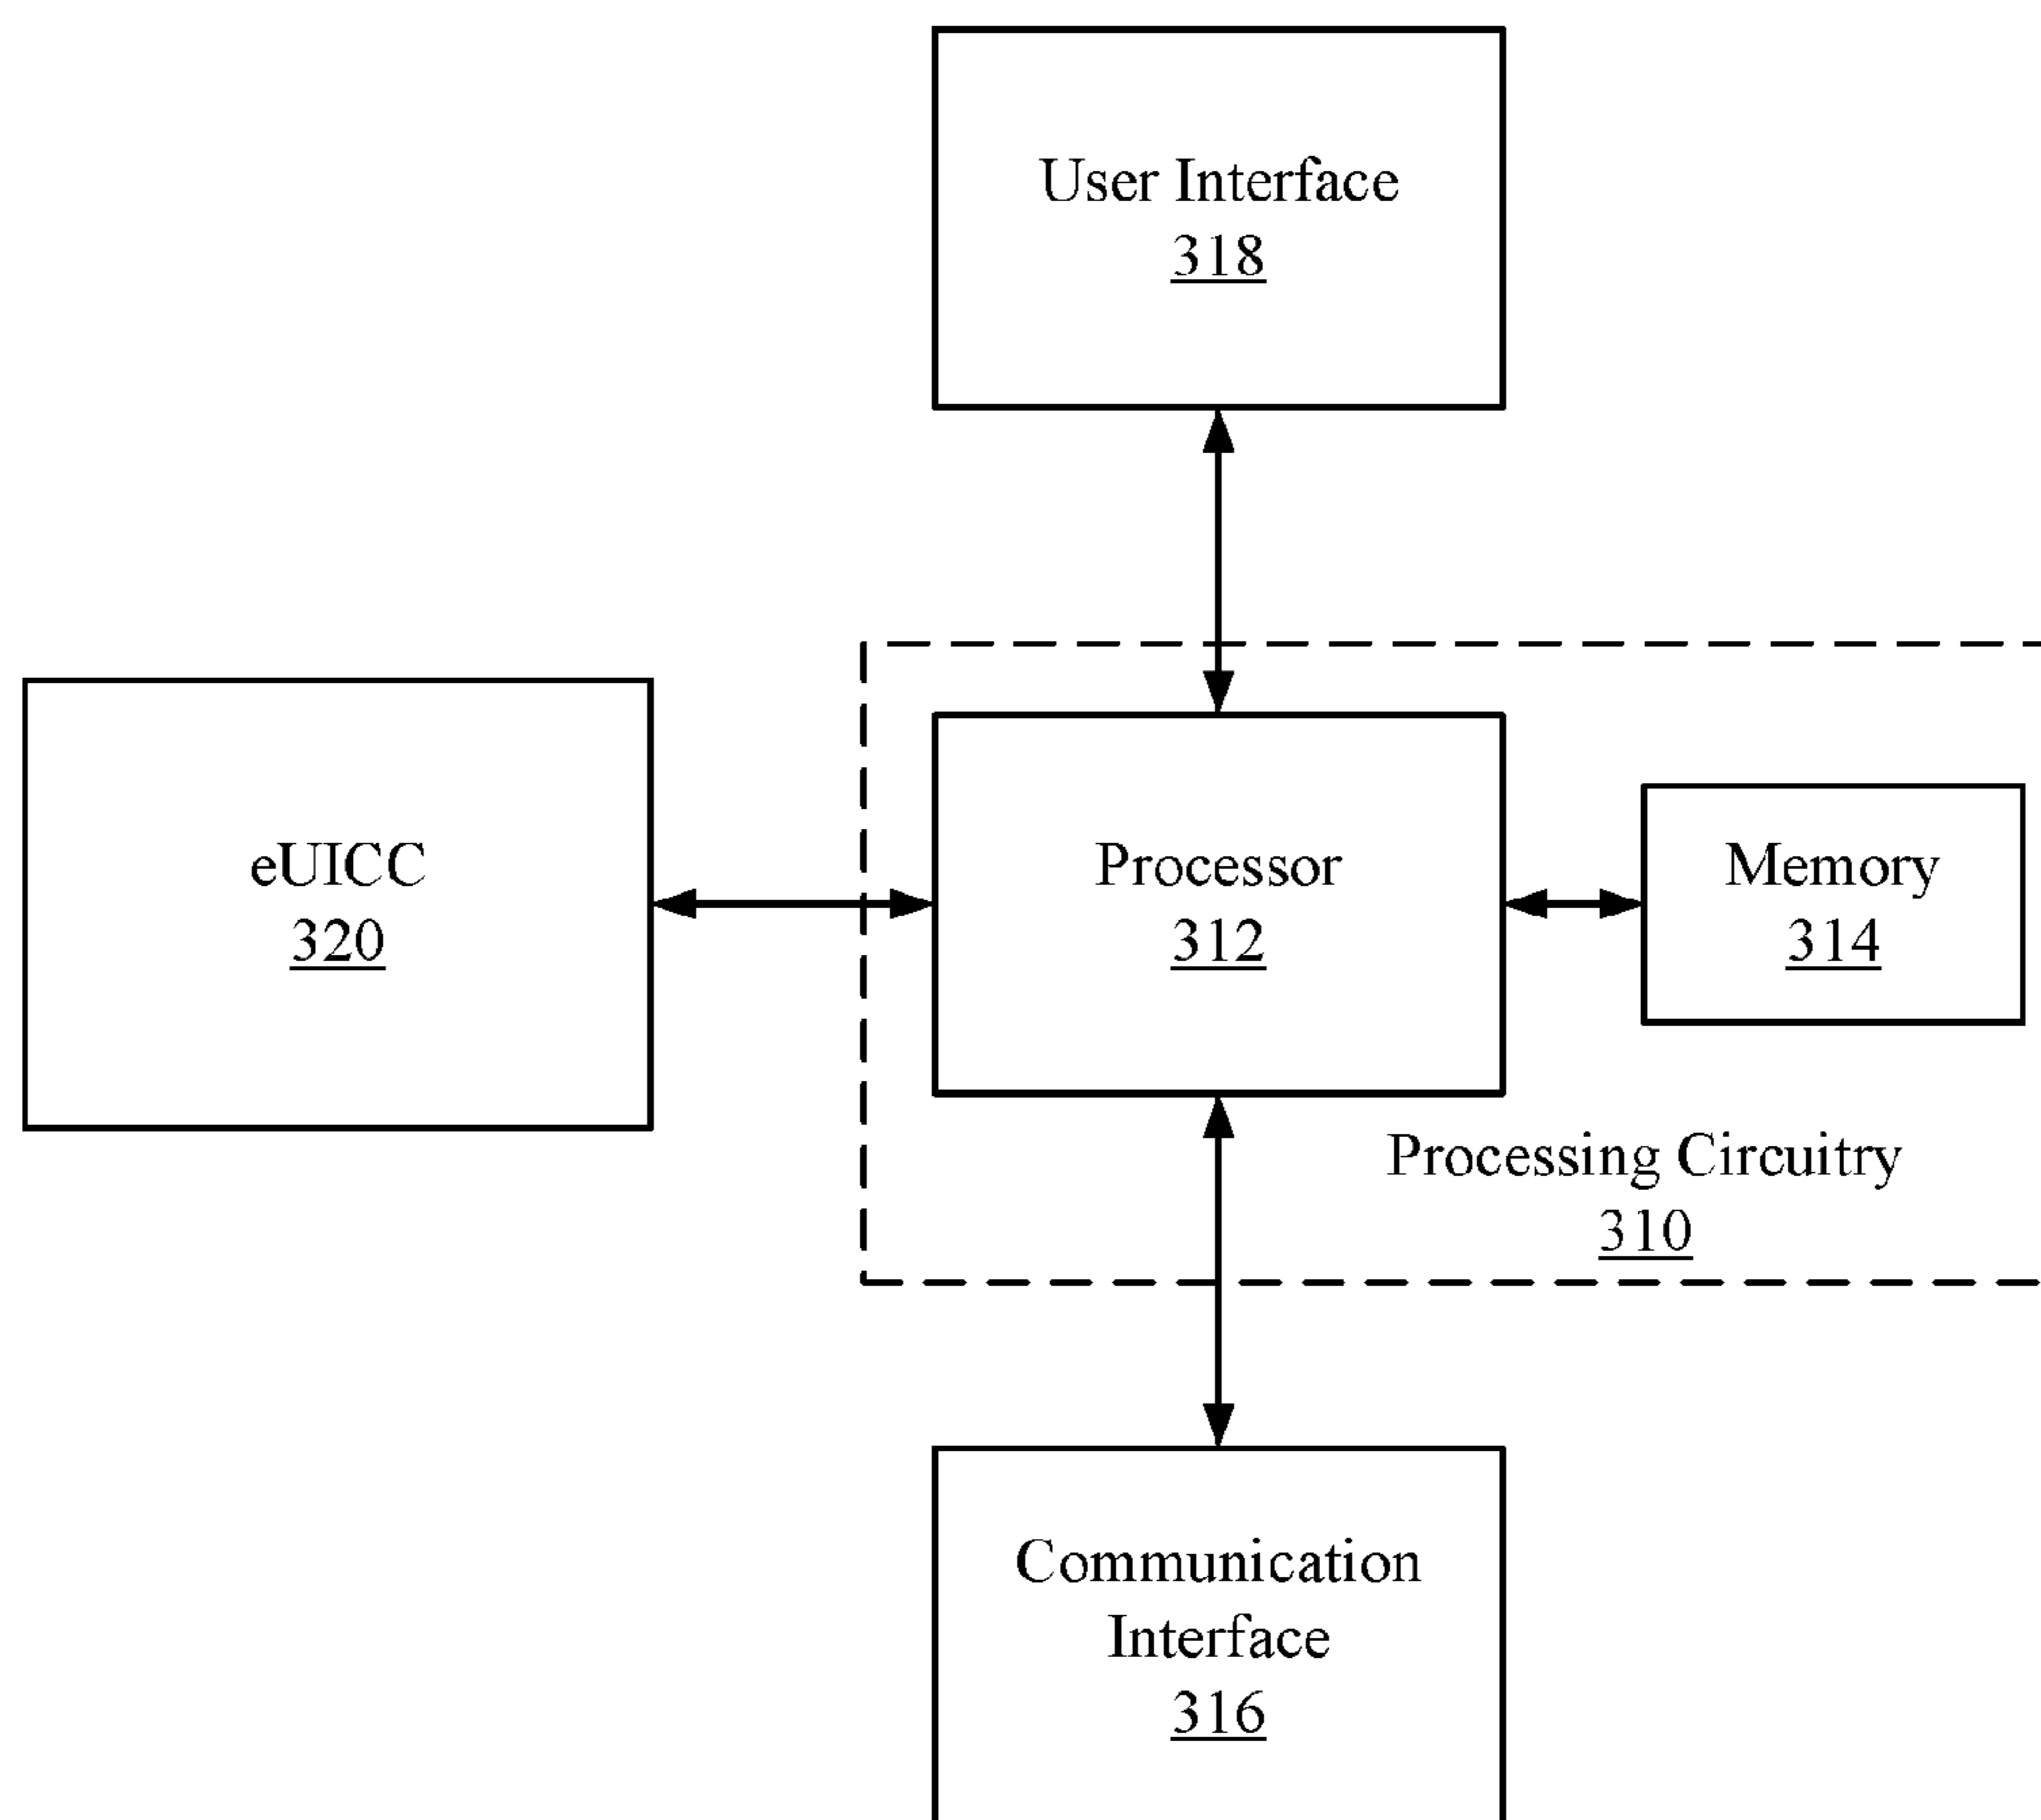 User Interface
318
eUICC
320
Processor
312
Memory
314
Processing Circuitry
310
Communication
Interface
316